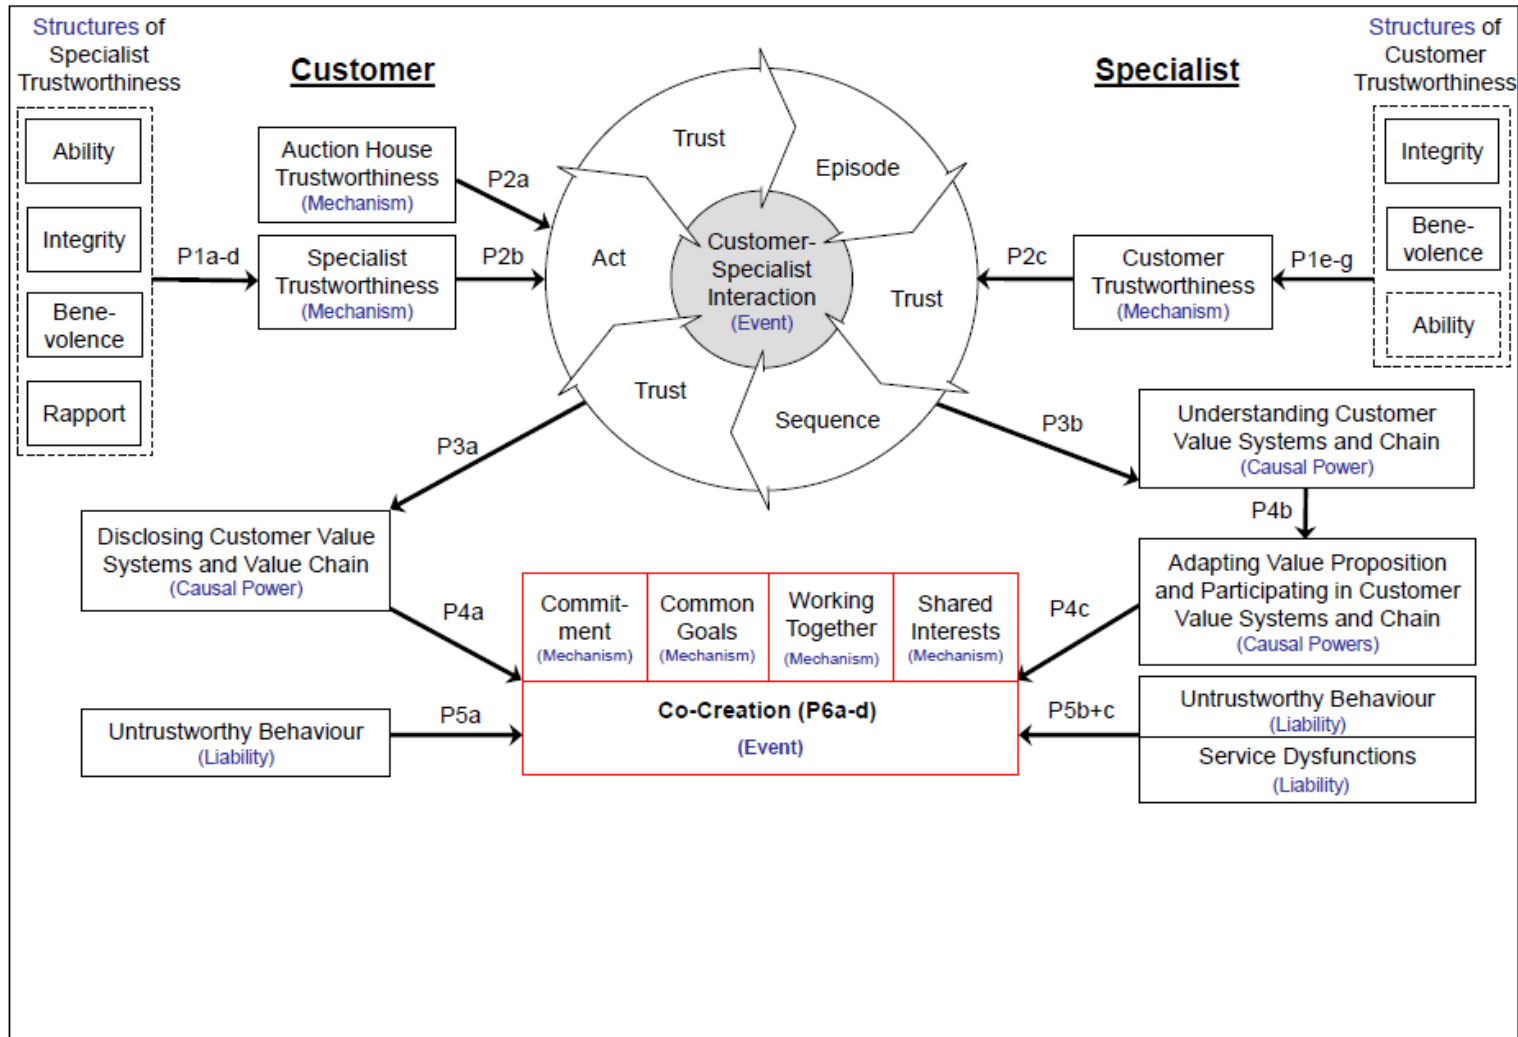 Structures of
Specialist
Trustworthiness
Ability
Integrity
Bene-
volence
Rapport
P1a-d
Customer
Auction House
Trustworthiness
(Mechanism)
P2a
Specialist
Trustworthiness
(Mechanism)
P2b
Trust
Episode
Act
Trust
Trust
Sequence
Customer-
Specialist
Interaction
(Event)
Specialist
P2c
Customer
Trustworthiness
(Mechanism)
P1e-g
Structures of
Customer
Trustworthiness
Integrity
Bene-
volence
Ability
P3a
P3b
Understanding Customer
Value Systems and Chain
(Causal Power)
P4b
Disclosing Customer Value
Systems and Value Chain
(Causal Power)
P4a
Adapting Value Proposition
and Participating in Customer
Value Systems and Chain
(Causal Powers)
P4c
Commit-
ment
(Mechanism)
Common
Goals
(Mechanism)
Working
Together
(Mechanism)
Shared
Interests
(Mechanism)
Co-Creation (P6a-d)
(Event)
Untrustworthy Behaviour
(Liability)
P5a
P5b+c
Untrustworthy Behaviour
(Liability)
Service Dysfunctions
(Liability)